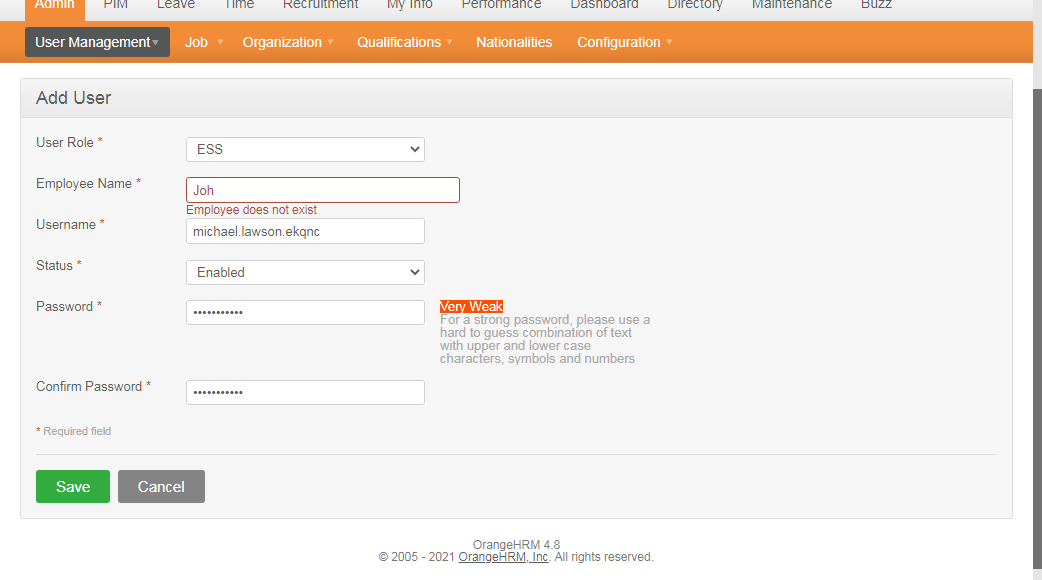 Admin PIM Leave Time Recruitment My Info Performance Dashboard Directory Maintenance Buzz
User Management Job Organization Qualifications Nationalities Configuration
Add User
User Role * ESS
Employee Name * Joh
Employee does not exist
Username * michael.lawson.ekqnc
Status * Enabled
Password * ••••••••••• Very Weak
For a strong password, please use a
hard to guess combination of text
with upper and lower case
characters, symbols and numbers
Confirm Password * •••••••••••
* Required field
Save Cancel
OrangeHRM 4.8
© 2005 - 2021 OrangeHRM, Inc. All rights reserved.